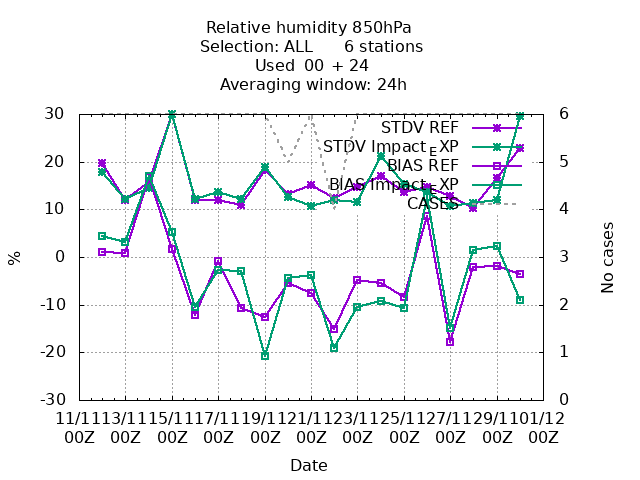 Relative humidity 850hPa
Selection: ALL 6 stations
Used 00 + 24
Averaging window: 24h
STDV REF
STDV Impact_EXP
BIAS REF
BIAS Impact_EXP
CASES
30
20
10
0
-10
-20
-30
%
6
5
4
3
2
1
0
No cases
11/11 13/11 15/11 17/11 19/11 21/11 23/11 25/11 27/11 29/11 01/12
00Z 00Z 00Z 00Z 00Z 00Z 00Z 00Z 00Z 00Z 00Z
Date